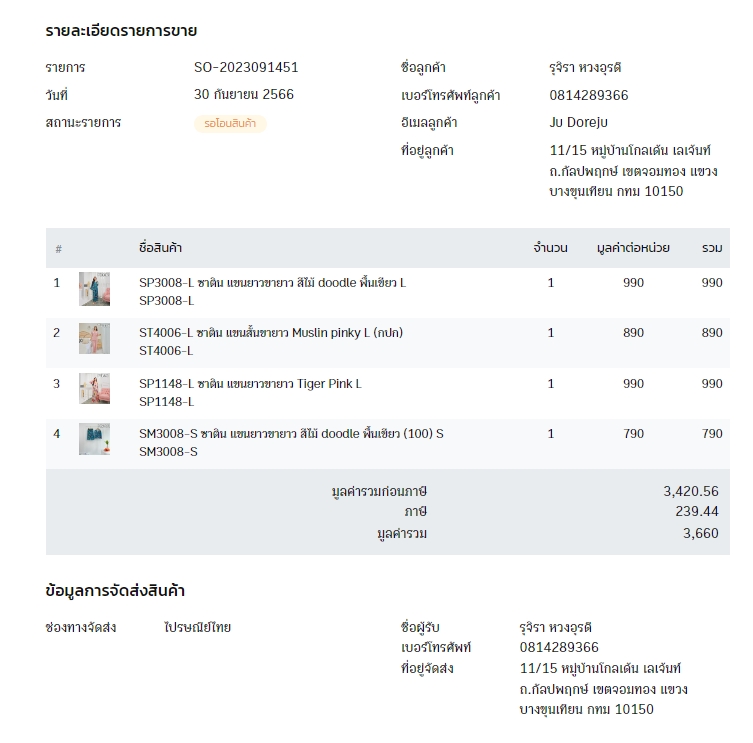 รายละเอียดรายการขาย
รายการ SO-2023091451
วันที่ 30 กันยายน 2566
สถานะรายการ รอโอนสินค้า
ชื่อลูกค้า รุจิรา หวงอุรดี
เบอร์โทรศัพท์ลูกค้า 0814289366
อีเมลลูกค้า Ju Doreju
ที่อยู่ลูกค้า 11/15 หมู่บ้านโกลเด้น เลเจ้นท์
ถ.กัลปพฤกษ์ เขตจอมทอง แขวง
บางขุนเทียน กทม 10150
# ชื่อสินค้า จำนวน มูลค่าต่อหน่วย รวม
1 SP3008-L ซาติน แขนยาวขายาว สีไม้ doodle พื้นเขียว L 1 990 990
SP3008-L
2 ST4006-L ซาติน แขนสั้นขายาว Muslin pinky L (กปก) 1 890 890
ST4006-L
3 SP1148-L ซาติน แขนยาวขายาว Tiger Pink L 1 990 990
SP1148-L
4 SM3008-S ซาติน แขนยาวขายาว สีไม้ doodle พื้นเขียว (100) S 1 790 790
SM3008-S
มูลค่ารวมก่อนภาษี 3,420.56
ภาษี 239.44
มูลค่ารวม 3,660
ข้อมูลการจัดส่งสินค้า
ช่องทางจัดส่ง ไปรษณีย์ไทย
ชื่อผู้รับ รุจิรา หวงอุรดี
เบอร์โทรศัพท์ 0814289366
ที่อยู่จัดส่ง 11/15 หมู่บ้านโกลเด้น เลเจ้นท์
ถ.กัลปพฤกษ์ เขตจอมทอง แขวง
บางขุนเทียน กทม 10150